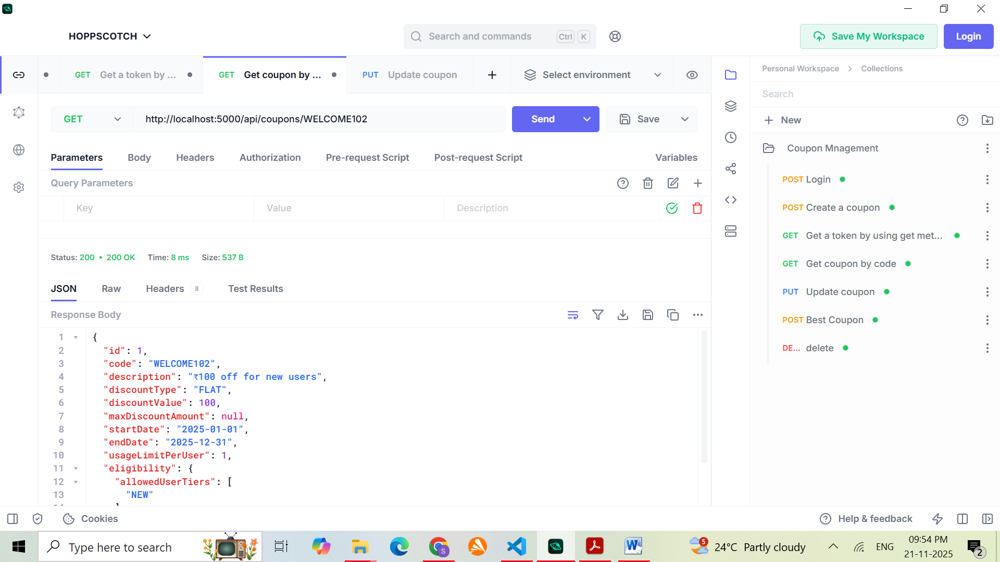 HOPPSCOTCH
Search and commands
Ctrl K
Save My Workspace
Login
GET Get a token by ...
GET Get coupon by ...
PUT Update coupon
Select environment
Personal Workspace > Collections
Search
GET
http://localhost:5000/api/coupons/WELCOME102
Send
Save
New
Parameters
Body
Headers
Authorization
Pre-request Script
Post-request Script
Variables
Coupon Mnagement
POST Login
POST Create a coupon
GET Get a token by using get met...
GET Get coupon by code
PUT Update coupon
POST Best Coupon
DE... delete
Query Parameters
Key Value Description
Status: 200 • 200 OK Time: 8 ms Size: 537 B
JSON Raw Headers 8 Test Results
Response Body
1 {
2 "id": 1,
3 "code": "WELCOME102",
4 "description": "₹100 off for new users",
5 "discountType": "FLAT",
6 "discountValue": 100,
7 "maxDiscountAmount": null,
8 "startDate": "2025-01-01",
9 "endDate": "2025-12-31",
10 "usageLimitPerUser": 1,
11 "eligibility": {
12 "allowedUserTiers": [
13 "NEW"
Cookies
Help & feedback
Type here to search
S
5
24°C Partly cloudy
ENG
09:54 PM
21-11-2025
2